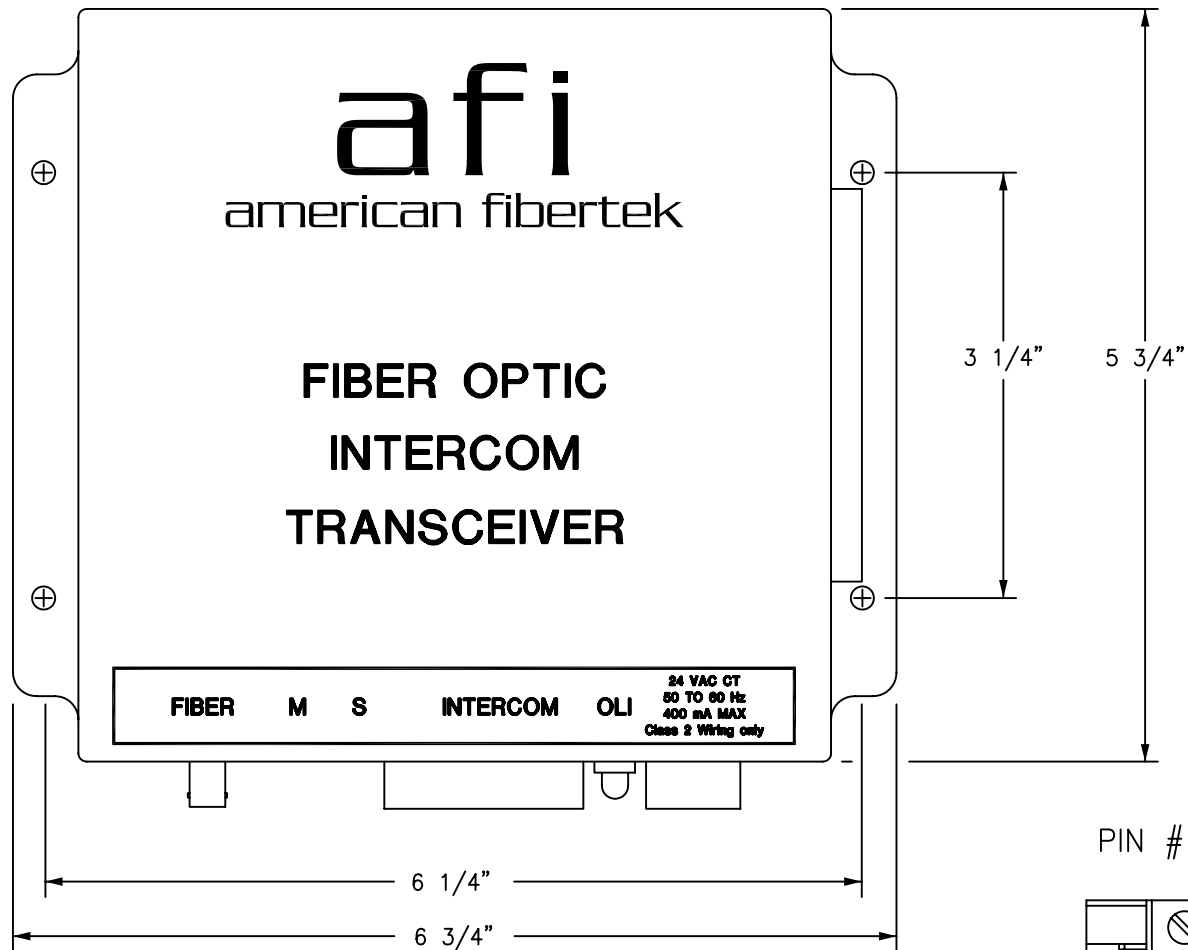 afi
american fibertek
FIBER OPTIC
INTERCOM
TRANSCEIVER
3 1/4”
5 3/4”
FIBER M S INTERCOM OLI
24 VAC CT
50 TO 60 Hz
400 mA MAX
Class 2 Wiring only
PIN #
6 1/4”
6 3/4”